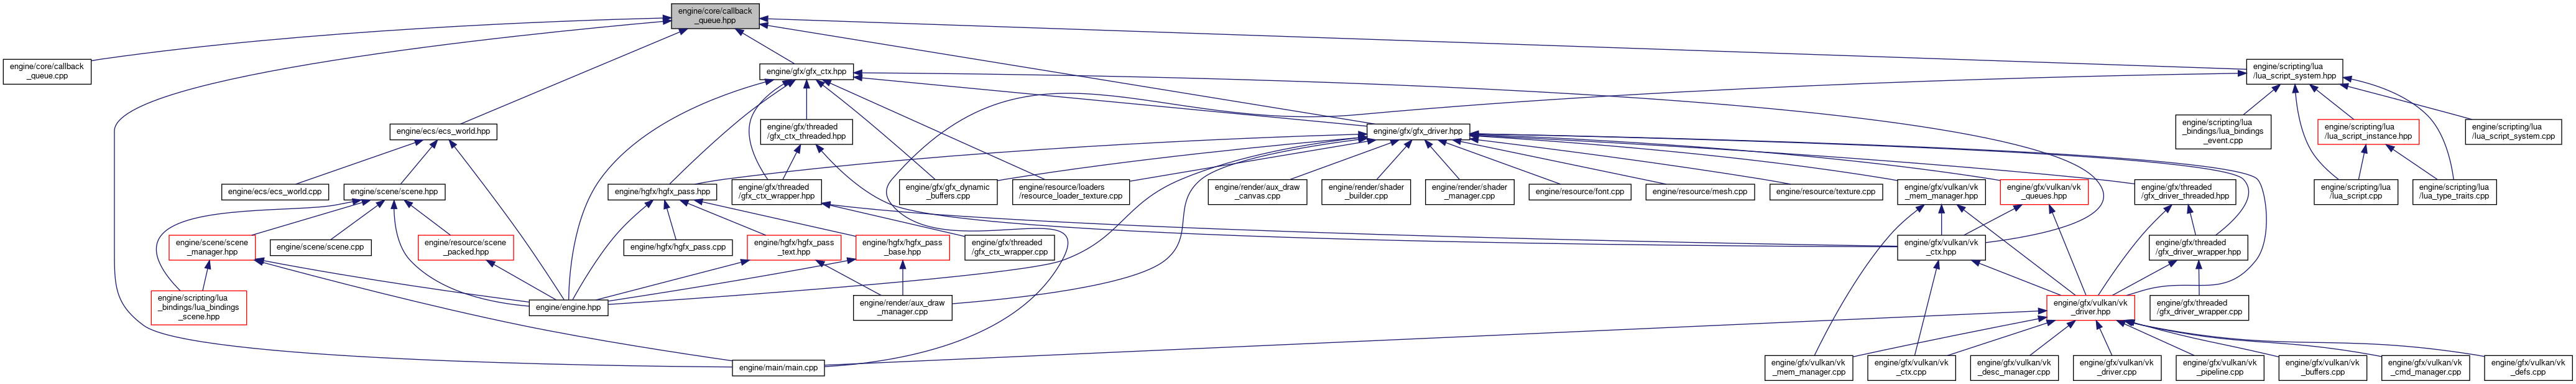 engine/core/callback
_queue.hpp
engine/core/callback
_queue.cpp
engine/gfx/gfx_ctx.hpp
engine/scripting/lua
/lua_script_system.hpp
engine/ecs/ecs_world.hpp
engine/gfx/threaded
/gfx_ctx_threaded.hpp
engine/gfx/gfx_driver.hpp
engine/scripting/lua
_bindings/lua_bindings
_event.cpp
engine/scripting/lua
/lua_script_instance.hpp
engine/scripting/lua
/lua_script_system.cpp
engine/ecs/ecs_world.cpp
engine/scene/scene.hpp
engine/hgfx/hgfx_pass.hpp
engine/gfx/threaded
/gfx_ctx_wrapper.hpp
engine/gfx/gfx_dynamic
_buffers.cpp
engine/resource/loaders
/resource_loader_texture.cpp
engine/render/aux_draw
_canvas.cpp
engine/render/shader
_builder.cpp
engine/render/shader
_manager.cpp
engine/resource/font.cpp
engine/resource/mesh.cpp
engine/resource/texture.cpp
engine/gfx/vulkan/vk
_mem_manager.hpp
engine/gfx/vulkan/vk
_queues.hpp
engine/gfx/threaded
/gfx_driver_threaded.hpp
engine/scripting/lua
/lua_script.cpp
engine/scripting/lua
/lua_type_traits.cpp
engine/scene/scene
_manager.hpp
engine/scene/scene.cpp
engine/resource/scene
_packed.hpp
engine/hgfx/hgfx_pass.cpp
engine/hgfx/hgfx_pass
_text.hpp
engine/hgfx/hgfx_pass
_base.hpp
engine/gfx/threaded
/gfx_ctx_wrapper.cpp
engine/gfx/vulkan/vk
_ctx.hpp
engine/gfx/threaded
/gfx_driver_wrapper.hpp
engine/scripting/lua
_bindings/lua_bindings
_scene.hpp
engine/engine.hpp
engine/render/aux_draw
_manager.cpp
engine/gfx/vulkan/vk
_driver.hpp
engine/gfx/threaded
/gfx_driver_wrapper.cpp
engine/main/main.cpp
engine/gfx/vulkan/vk
_mem_manager.cpp
engine/gfx/vulkan/vk
_ctx.cpp
engine/gfx/vulkan/vk
_desc_manager.cpp
engine/gfx/vulkan/vk
_driver.cpp
engine/gfx/vulkan/vk
_pipeline.cpp
engine/gfx/vulkan/vk
_buffers.cpp
engine/gfx/vulkan/vk
_cmd_manager.cpp
engine/gfx/vulkan/vk
_defs.cpp